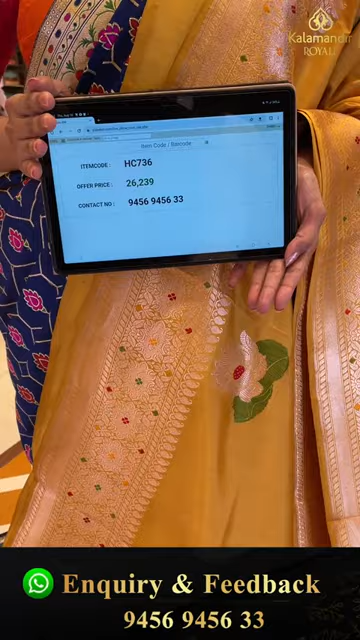 Kalamandir
ROYAL
Item Code / Barcode
ITEMCODE : HC736
OFFER PRICE : 26,239
CONTACT NO : 9456 9456 33
Enquiry & Feedback
9456 9456 33